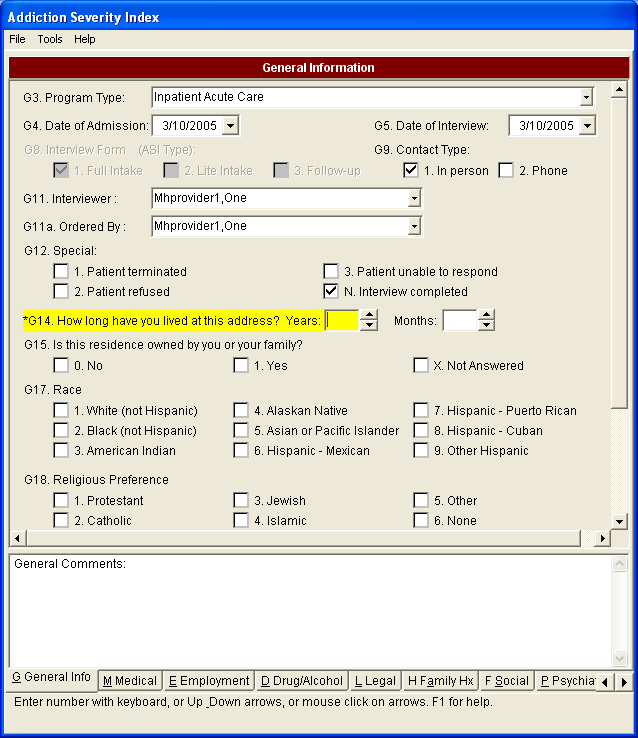 Addiction Severity Index
File Tools Help
General Information
G3. Program Type: Inpatient Acute Care
G4. Date of Admission: 3/10/2005 G5. Date of Interview: 3/10/2005
G8. Interview Form (ASI Type): G9. Contact Type:
1. Full Intake 2. Lite Intake 3. Follow-up 1. In person 2. Phone
G11. Interviewer : Mhprovider1,One
G11a. Ordered By : Mhprovider1,One
G12. Special:
1. Patient terminated 3. Patient unable to respond
2. Patient refused N. Interview completed
*G14. How long have you lived at this address? Years: Months:
G15. Is this residence owned by you or your family?
0. No 1. Yes X. Not Answered
G17. Race
1. White (not Hispanic) 4. Alaskan Native 7. Hispanic - Puerto Rican
2. Black (not Hispanic) 5. Asian or Pacific Islander 8. Hispanic - Cuban
3. American Indian 6. Hispanic - Mexican 9. Other Hispanic
G18. Religious Preference
1. Protestant 3. Jewish 5. Other
2. Catholic 4. Islamic 6. None
General Comments:
G General Info M Medical E Employment D Drug/Alcohol L Legal H Family Hx F Social P Psychia
Enter number with keyboard, or Up_Down arrows, or mouse click on arrows. F1 for help.